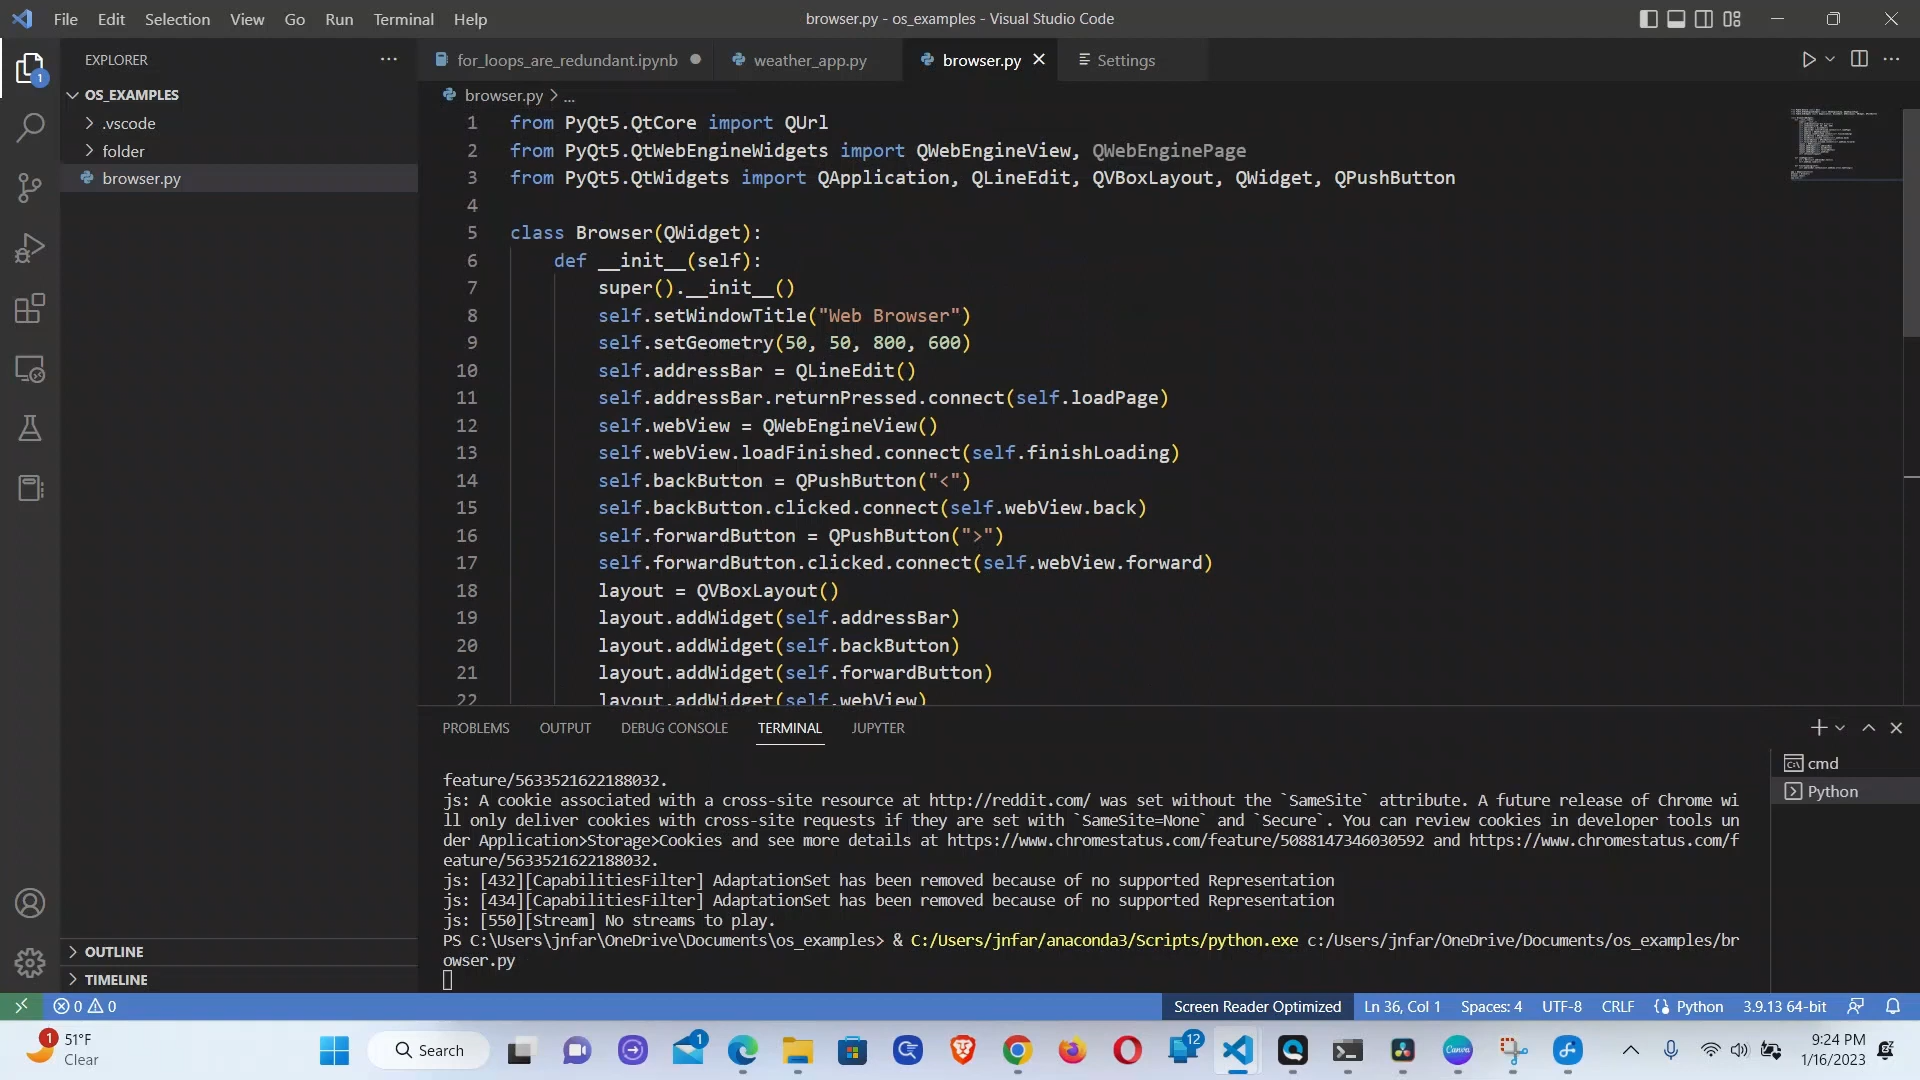 File Edit Selection View Go Run Terminal Help
browser.py - os_examples - Visual Studio Code
EXPLORER
1
OS_EXAMPLES
.vscode
folder
browser.py
OUTLINE
TIMELINE
for_loops_are_redundant.ipynb weather_app.py browser.py Settings
browser.py > ...
1 from PyQt5.QtCore import QUrl
2 from PyQt5.QtWebEngineWidgets import QWebEngineView, QWebEnginePage
3 from PyQt5.QtWidgets import QApplication, QLineEdit, QVBoxLayout, QWidget, QPushButton
4
5 class Browser(QWidget):
6 def __init__(self):
7 super().__init__()
8 self.setWindowTitle("Web Browser")
9 self.setGeometry(50, 50, 800, 600)
10 self.addressBar = QLineEdit()
11 self.addressBar.returnPressed.connect(self.loadPage)
12 self.webView = QWebEngineView()
13 self.webView.loadFinished.connect(self.finishLoading)
14 self.backButton = QPushButton("<")
15 self.backButton.clicked.connect(self.webView.back)
16 self.forwardButton = QPushButton(">")
17 self.forwardButton.clicked.connect(self.webView.forward)
18 layout = QVBoxLayout()
19 layout.addWidget(self.addressBar)
20 layout.addWidget(self.backButton)
21 layout.addWidget(self.forwardButton)
22 layout.addWidget(self.webView)
PROBLEMS OUTPUT DEBUG CONSOLE TERMINAL JUPYTER
feature/5633521622188032.
js: A cookie associated with a cross-site resource at http://reddit.com/ was set without the `SameSite` attribute. A future release of Chrome wi
ll only deliver cookies with cross-site requests if they are set with `SameSite=None` and `Secure`. You can review cookies in developer tools un
der Application>Storage>Cookies and see more details at https://www.chromestatus.com/feature/5088147346030592 and https://www.chromestatus.com/f
eature/5633521622188032.
js: [432][CapabilitiesFilter] AdaptationSet has been removed because of no supported Representation
js: [434][CapabilitiesFilter] AdaptationSet has been removed because of no supported Representation
js: [550][Stream] No streams to play.
PS C:\Users\jnfar\OneDrive\Documents\os_examples> & C:/Users/jnfar/anaconda3/Scripts/python.exe c:/Users/jnfar/OneDrive/Documents/os_examples/br
owser.py
cmd
Python
0 0 Screen Reader Optimized Ln 36, Col 1 Spaces: 4 UTF-8 CRLF Python 3.9.13 64-bit
1 51°F
Clear
Search
1
12
Canva
9:24 PM
1/16/2023